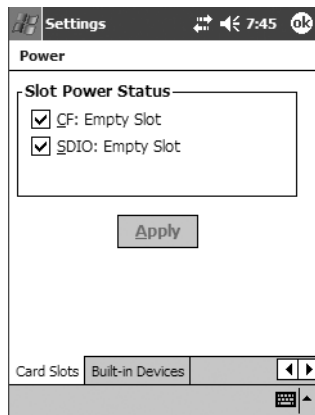 Settings 7:45 ok
Power
Slot Power Status
CF: Empty Slot
SDIO: Empty Slot
Apply
Card Slots Built-in Devices